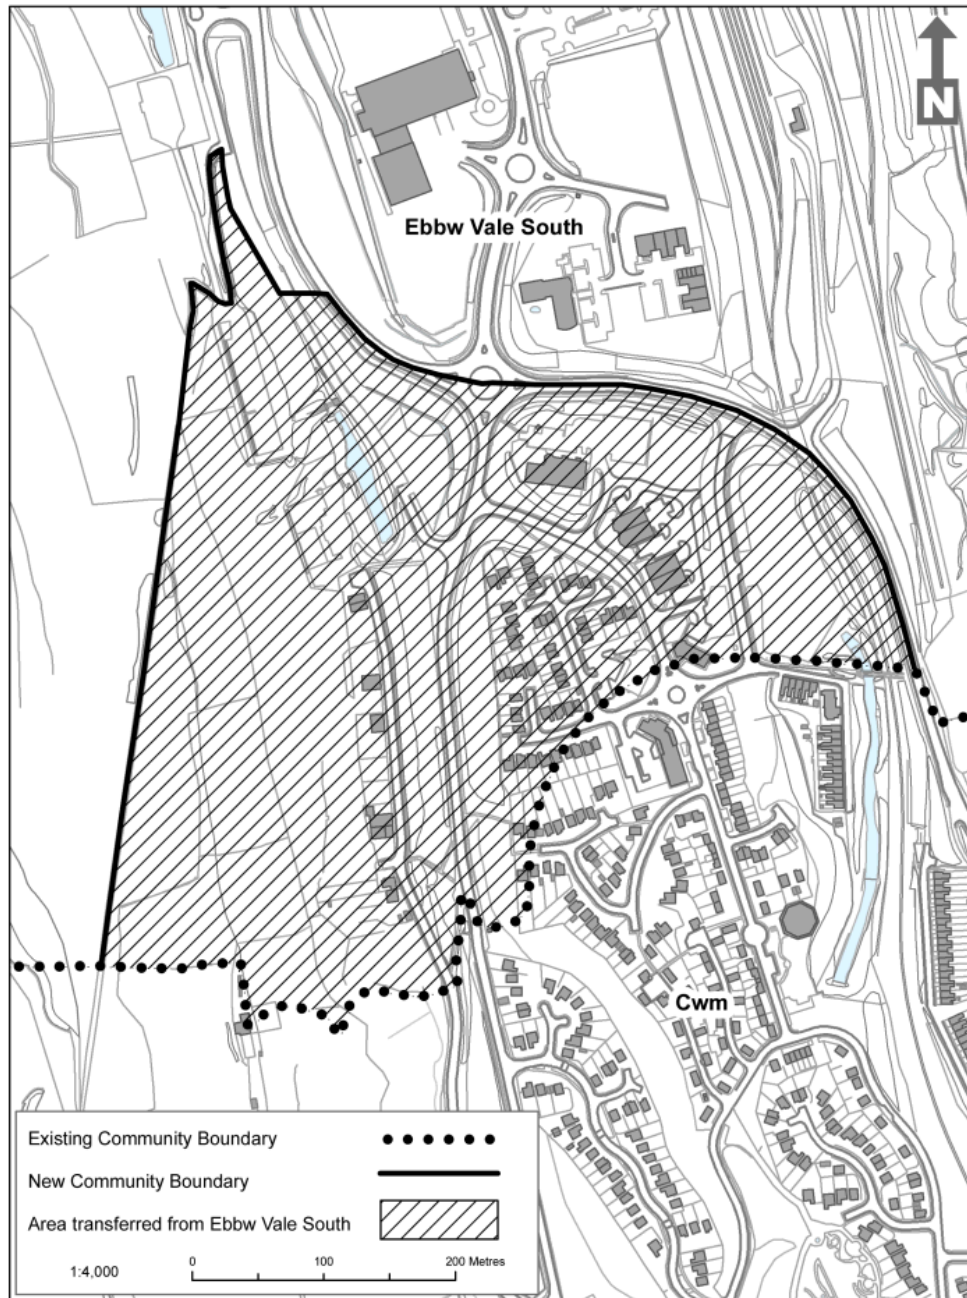 N
Ebbw Vale South
Cwm
Existing Community Boundary
New Community Boundary
Area transferred from Ebbw Vale South
1:4,000
0 100 200 Metres